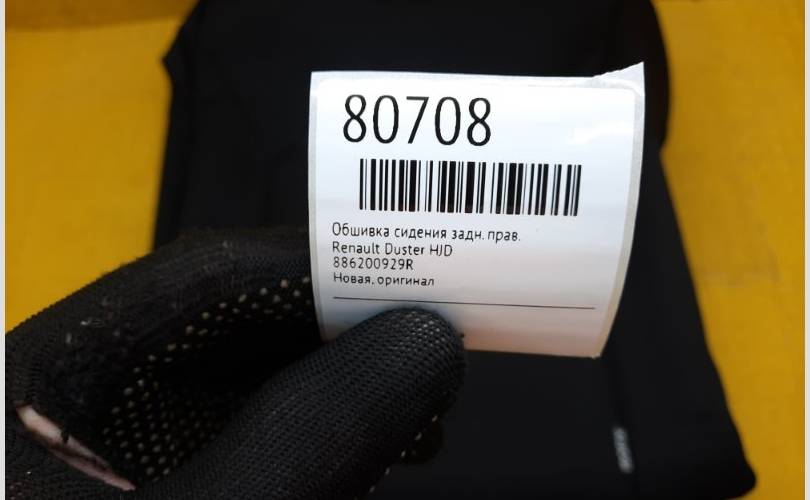 80708
Обшивка сидения задн. прав.
Renault Duster HJD
886200929R
Новая, оригинал